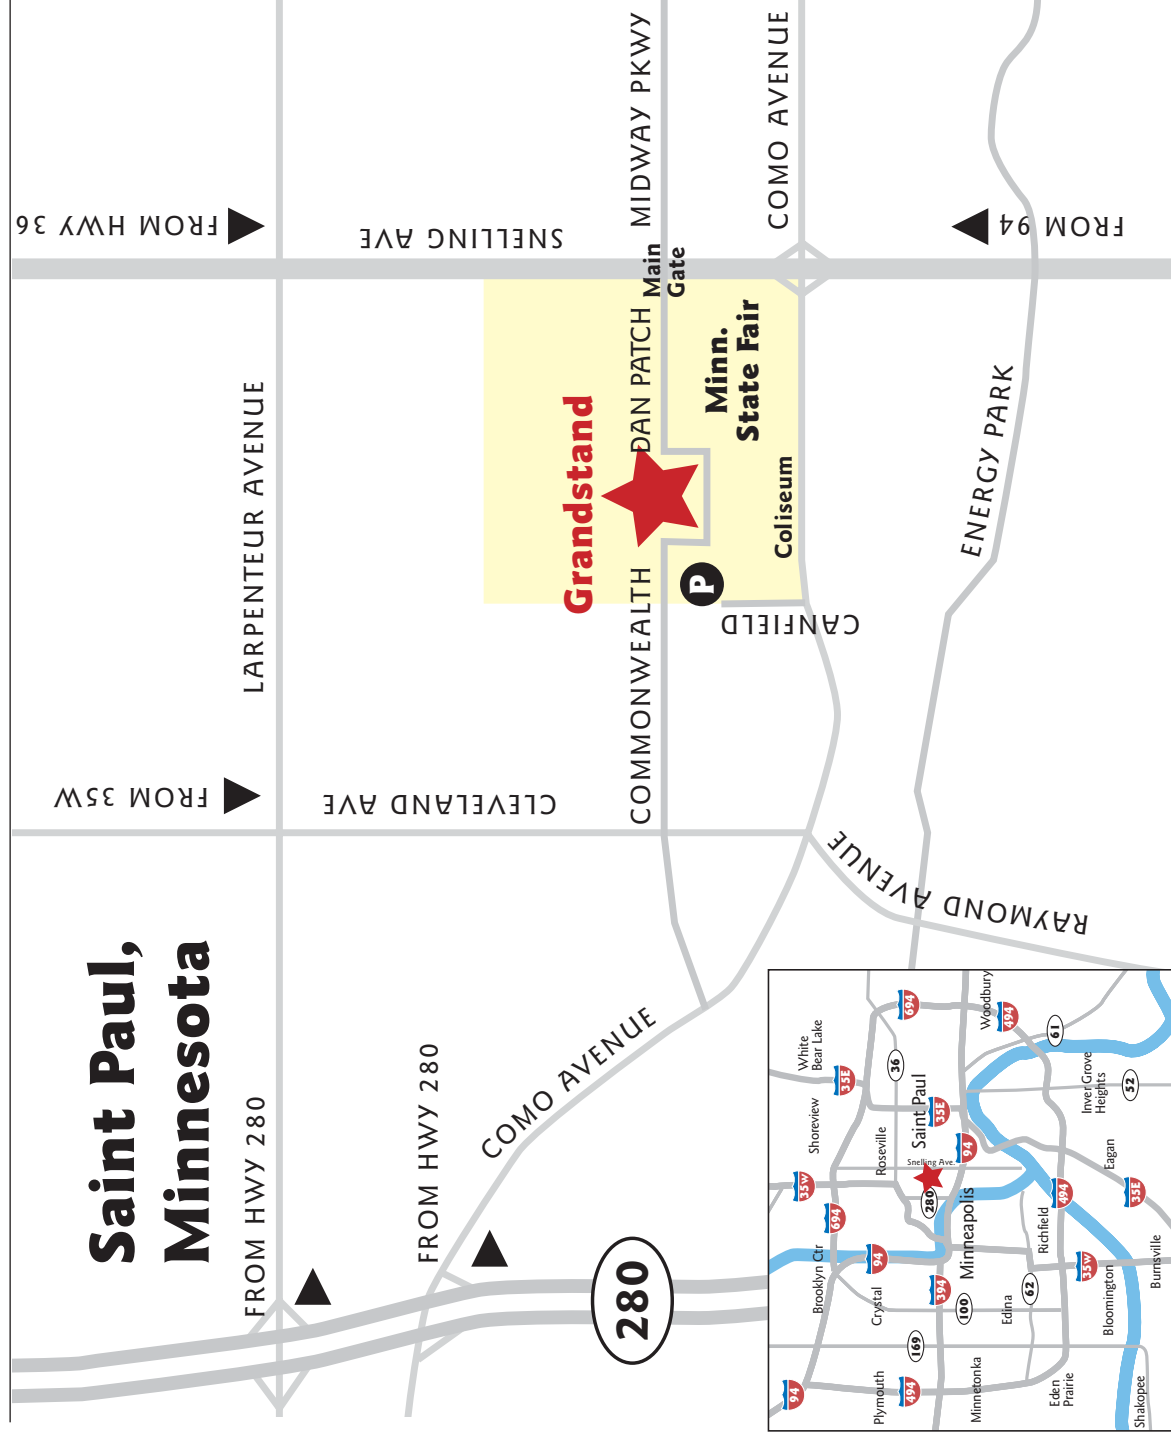 Saint Paul,
Minnesota
FROM HWY 280
FROM HWY 280
COMO AVENUE
280
FROM 35W
CLEVELAND AVE
LARPENTEUR AVENUE
FROM HWY 36
SNELLING AVE
Grandstand
COMMONWEALTH
DAN PATCH
MIDWAY PKWY
Main
Gate
P
Minn.
State Fair
Coliseum
CANFIELD
COMO AVENUE
RAYMOND AVENUE
ENERGY PARK
FROM 94
94
Brooklyn Ctr
694
35W
Shoreview
35E
White
Bear Lake
Plymouth
494
169
Crystal
94
Roseville
36
694
394
100
Minneapolis
280
Snelling Ave.
Saint Paul
35E
94
Woodbury
494
Minnetonka
Edina
62
Richfield
494
61
Eden
Prairie
35W
Inver Grove
Heights
52
Bloomington
Eagan
35E
Shakopee
Burnsville